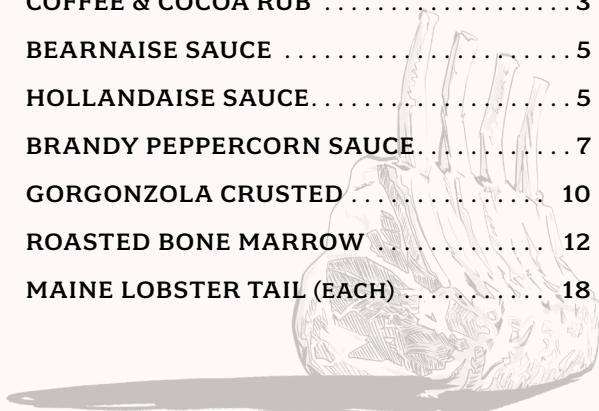 COFFEE & COCOA RUB .................... 3
BEARNAISE SAUCE ....................... 5
HOLLANDAISE SAUCE..................... 5
BRANDY PEPPERCORN SAUCE............ 7
GORGONZOLA CRUSTED ............... 10
ROASTED BONE MARROW ............. 12
MAINE LOBSTER TAIL (EACH) ........... 18